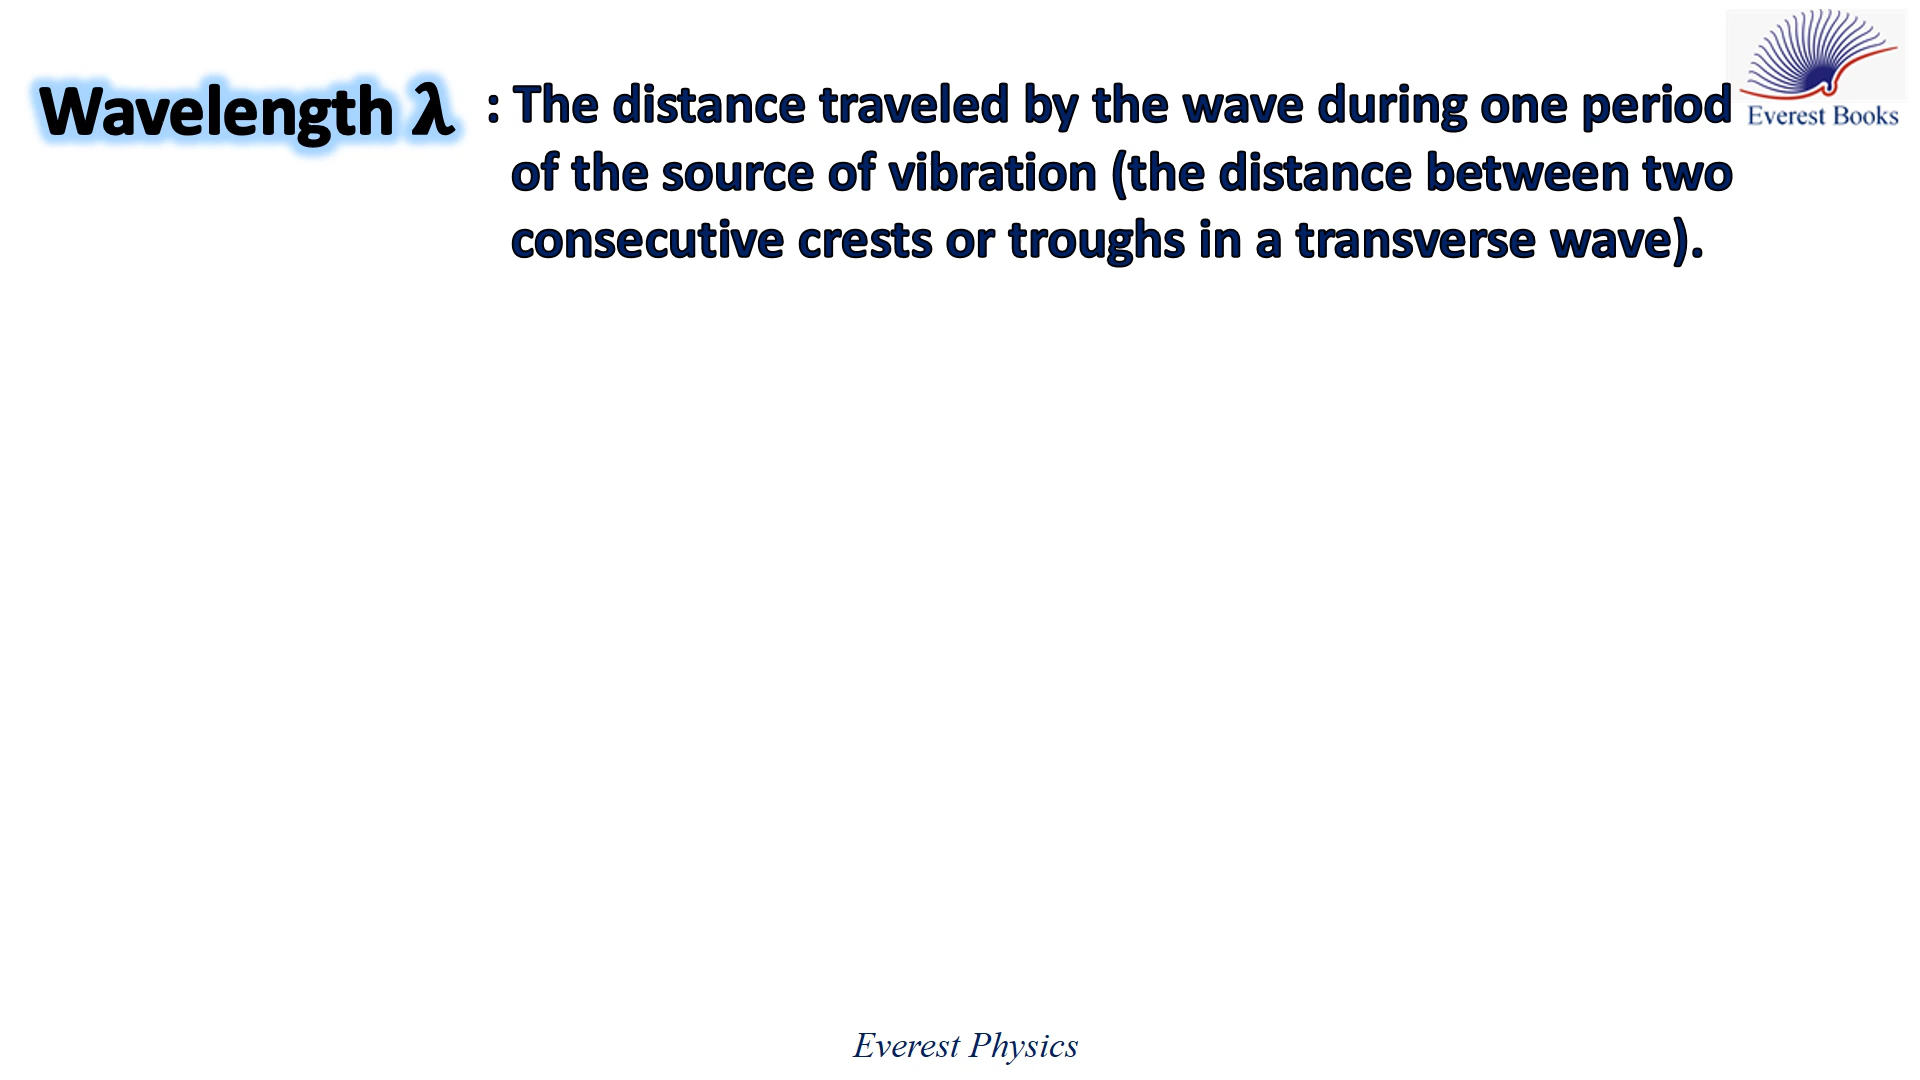 Wavelength λ : The distance traveled by the wave during one period
of the source of vibration (the distance between two
consecutive crests or troughs in a transverse wave).
Everest Books
Everest Physics